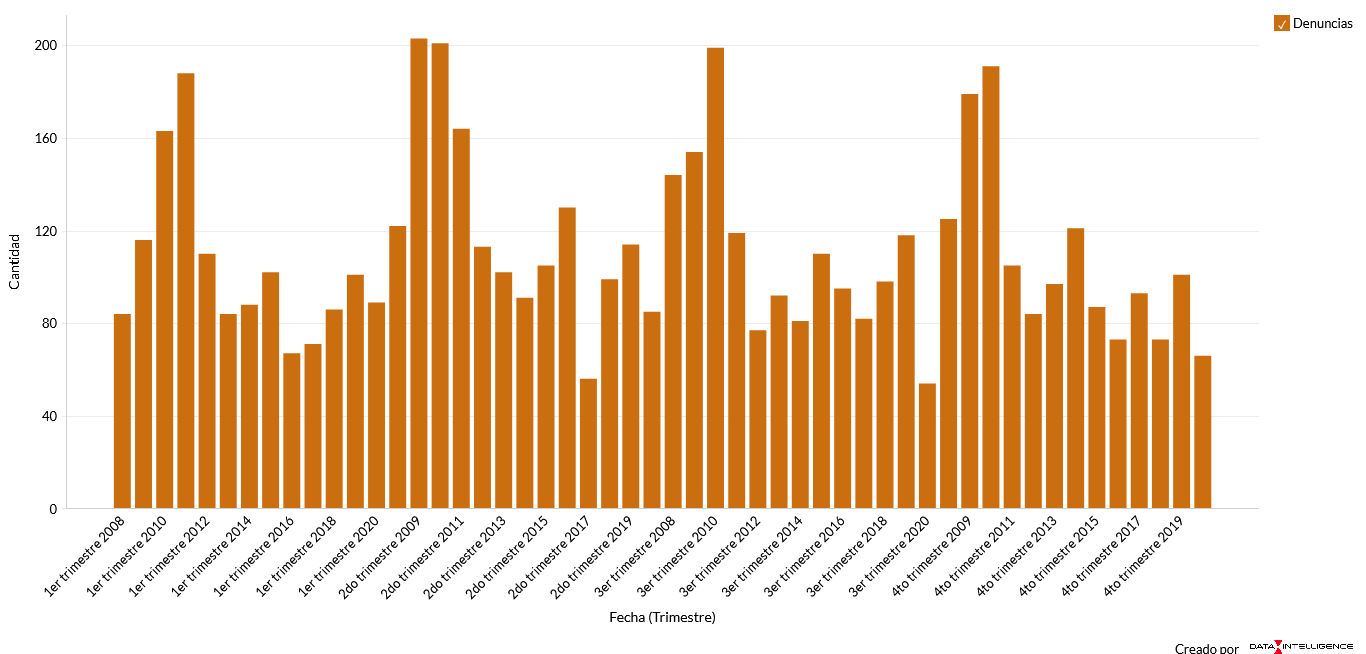 Denuncias
200
160
120
80
40
0
Cantidad
1er trimestre 2008
1er trimestre 2010
1er trimestre 2012
1er trimestre 2014
1er trimestre 2016
1er trimestre 2018
1er trimestre 2020
2do trimestre 2009
2do trimestre 2011
2do trimestre 2013
2do trimestre 2015
2do trimestre 2017
2do trimestre 2019
3er trimestre 2008
3er trimestre 2010
3er trimestre 2012
3er trimestre 2014
3er trimestre 2016
3er trimestre 2018
3er trimestre 2020
4to trimestre 2009
4to trimestre 2011
4to trimestre 2013
4to trimestre 2015
4to trimestre 2017
4to trimestre 2019
Fecha (Trimestre)
Creado por DATA INTELLIGENCE